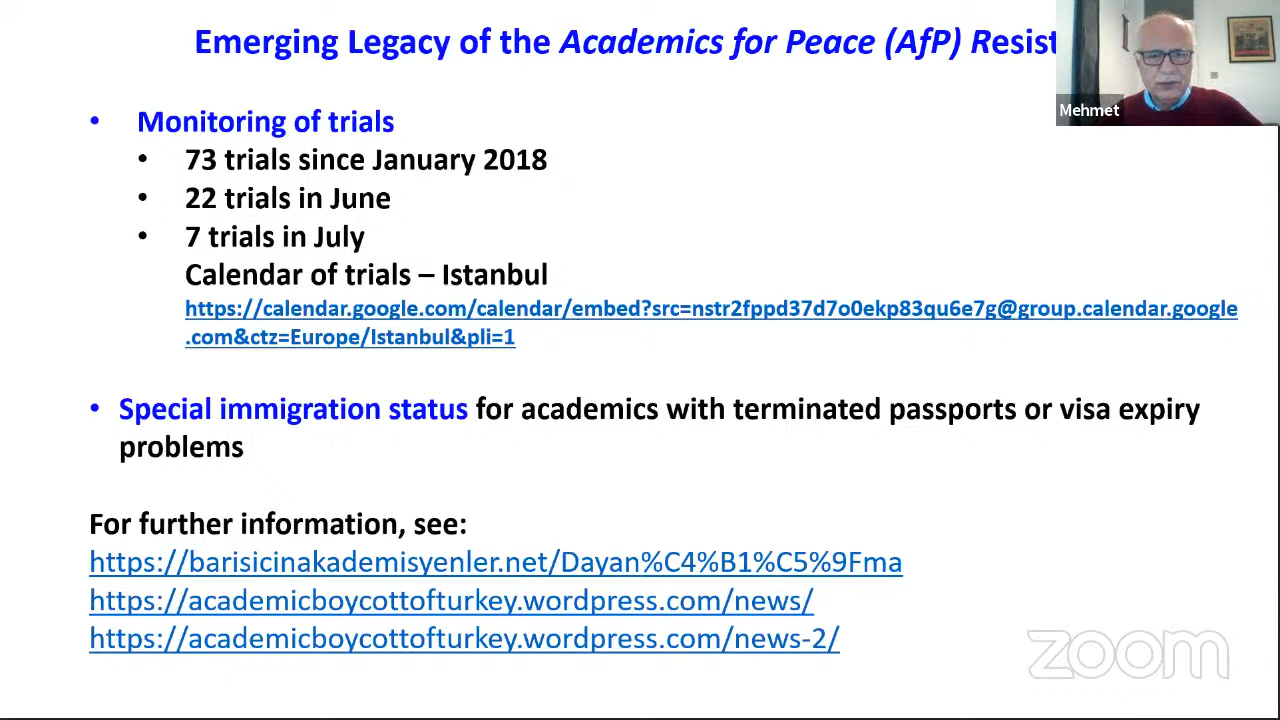 Emerging Legacy of the Academics for Peace (AfP) Resist
Mehmet
• Monitoring of trials
• 73 trials since January 2018
• 22 trials in June
• 7 trials in July
Calendar of trials – Istanbul
https://calendar.google.com/calendar/embed?src=nstr2fppd37d7o0ekp83qu6e7g@group.calendar.google
.com&ctz=Europe/Istanbul&pli=1
• Special immigration status for academics with terminated passports or visa expiry
problems
For further information, see:
https://barisicinakademisyenler.net/Dayan%C4%B1%C5%9Fma
https://academicboycottofturkey.wordpress.com/news/
https://academicboycottofturkey.wordpress.com/news-2/
zoom